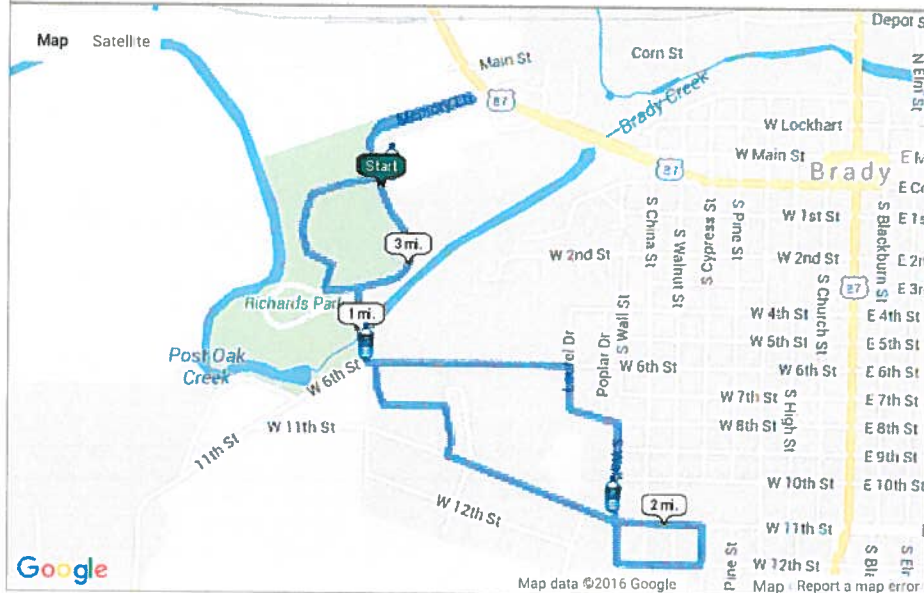 Map Satellite
Depot S
Main St
Corn St
N Elm St
87
Memory Ln
Brady Creek
W Lockhart
W Main St
E M
87
Brady
Start
E Co
S China St
S Walnut St
S Cypress St
S Pine St
W 1st St
S Blackburn St
E 1s
3 mi.
W 2nd St
W 2nd St
E 2n
S Church St
87
E 3r
Richards Park
1 mi.
W 4th St
E 4th St
S Wall St
W 5th St
E 5th St
Post Oak
Creek
W 6th St
Laurel Dr
Poplar Dr
W 6th St
W 6th St
E 6th St
W 7th St
S High St
E 7th St
W 11th St
W 8th St
E 8th St
11th St
E 9th St
W 10th St
E 10th St
W 12th St
2 mi.
W 11th St
Pine St
W 12th St
S Bla
S Elr
Google
Map data ©2016 Google
Map
Report a map error